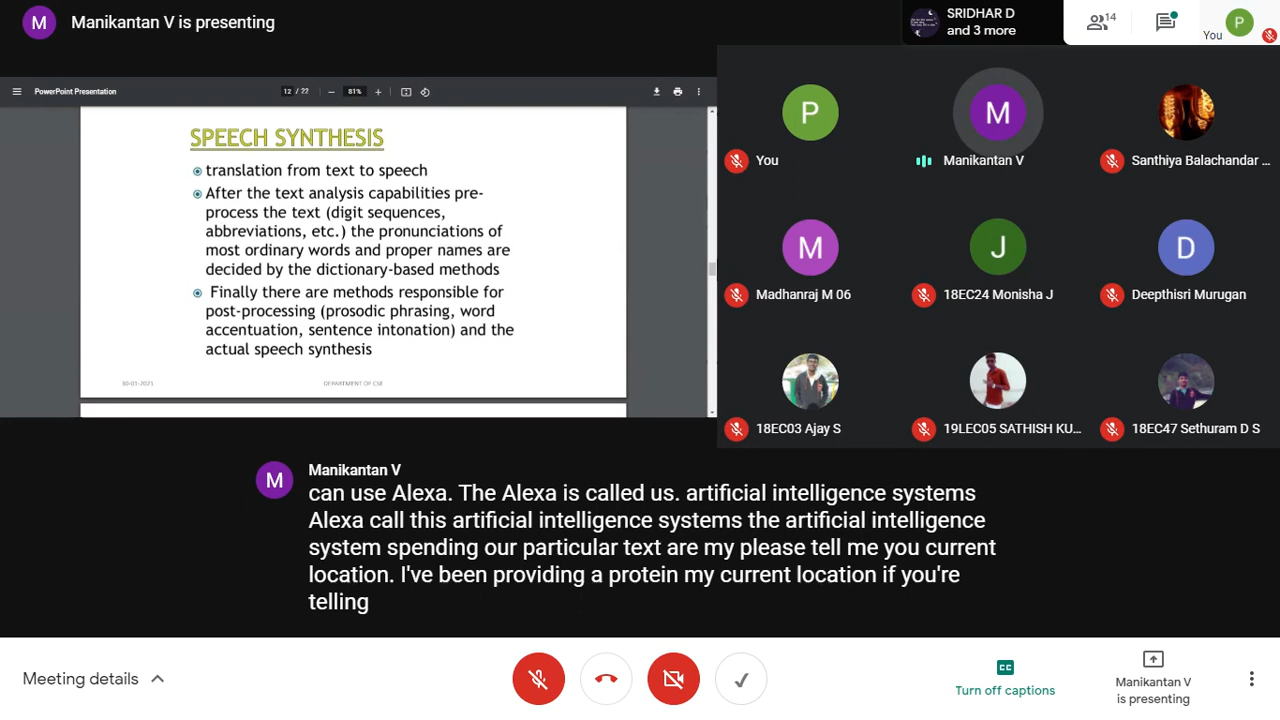 M Manikantan V is presenting
SRIDHAR D
and 3 more
14
You
P
PowerPoint Presentation
12 / 22
81%
SPEECH SYNTHESIS
translation from text to speech
After the text analysis capabilities pre-
process the text (digit sequences,
abbreviations, etc.) the pronunciations of
most ordinary words and proper names are
decided by the dictionary-based methods
Finally there are methods responsible for
post-processing (prosodic phrasing, word
accentuation, sentence intonation) and the
actual speech synthesis
30-01-2021
DEPARTMENT OF CSE
P
You
M
Manikantan V
Santhiya Balachandar ...
M
Madhanraj M 06
J
18EC24 Monisha J
D
Deepthisri Murugan
18EC03 Ajay S
19LEC05 SATHISH KU...
18EC47 Sethuram D S
M
Manikantan V
can use Alexa. The Alexa is called us. artificial intelligence systems
Alexa call this artificial intelligence systems the artificial intelligence
system spending our particular text are my please tell me you current
location. I've been providing a protein my current location if you're
telling
Meeting details
CC
Turn off captions
Manikantan V
is presenting